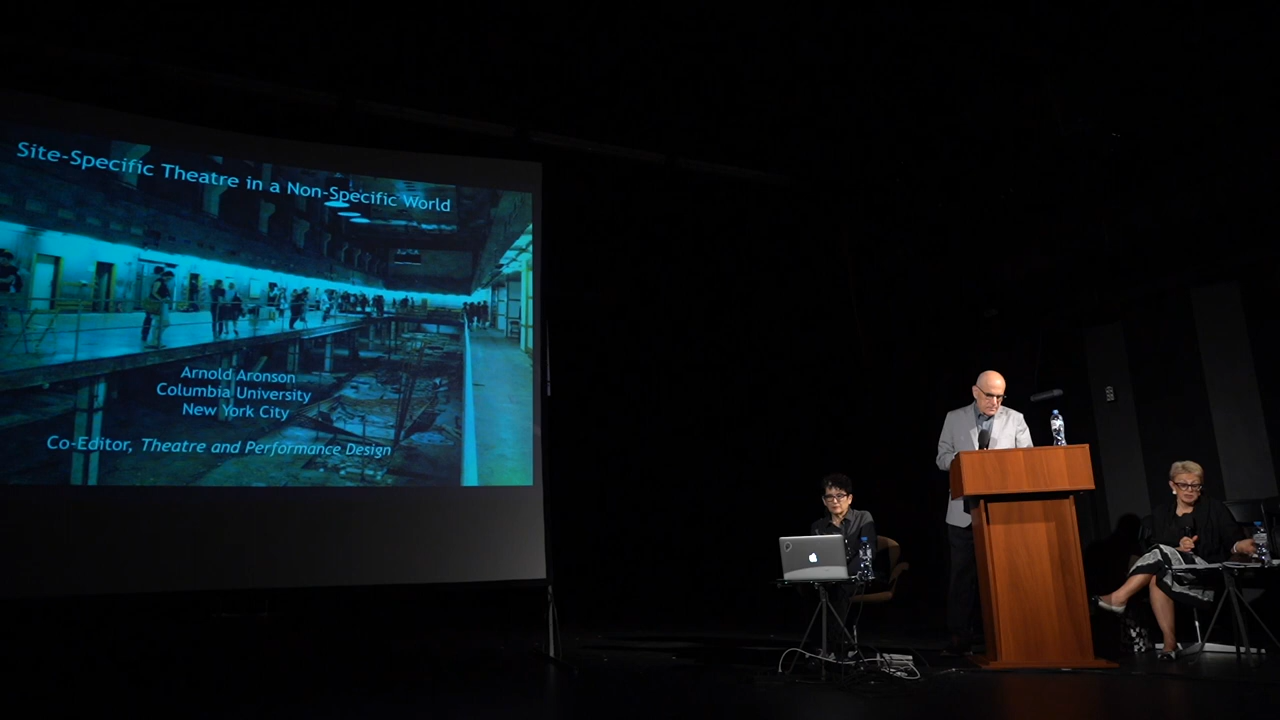 Site-Specific Theatre in a Non-Specific World
Arnold Aronson
Columbia University
New York City
Co-Editor, Theatre and Performance Design